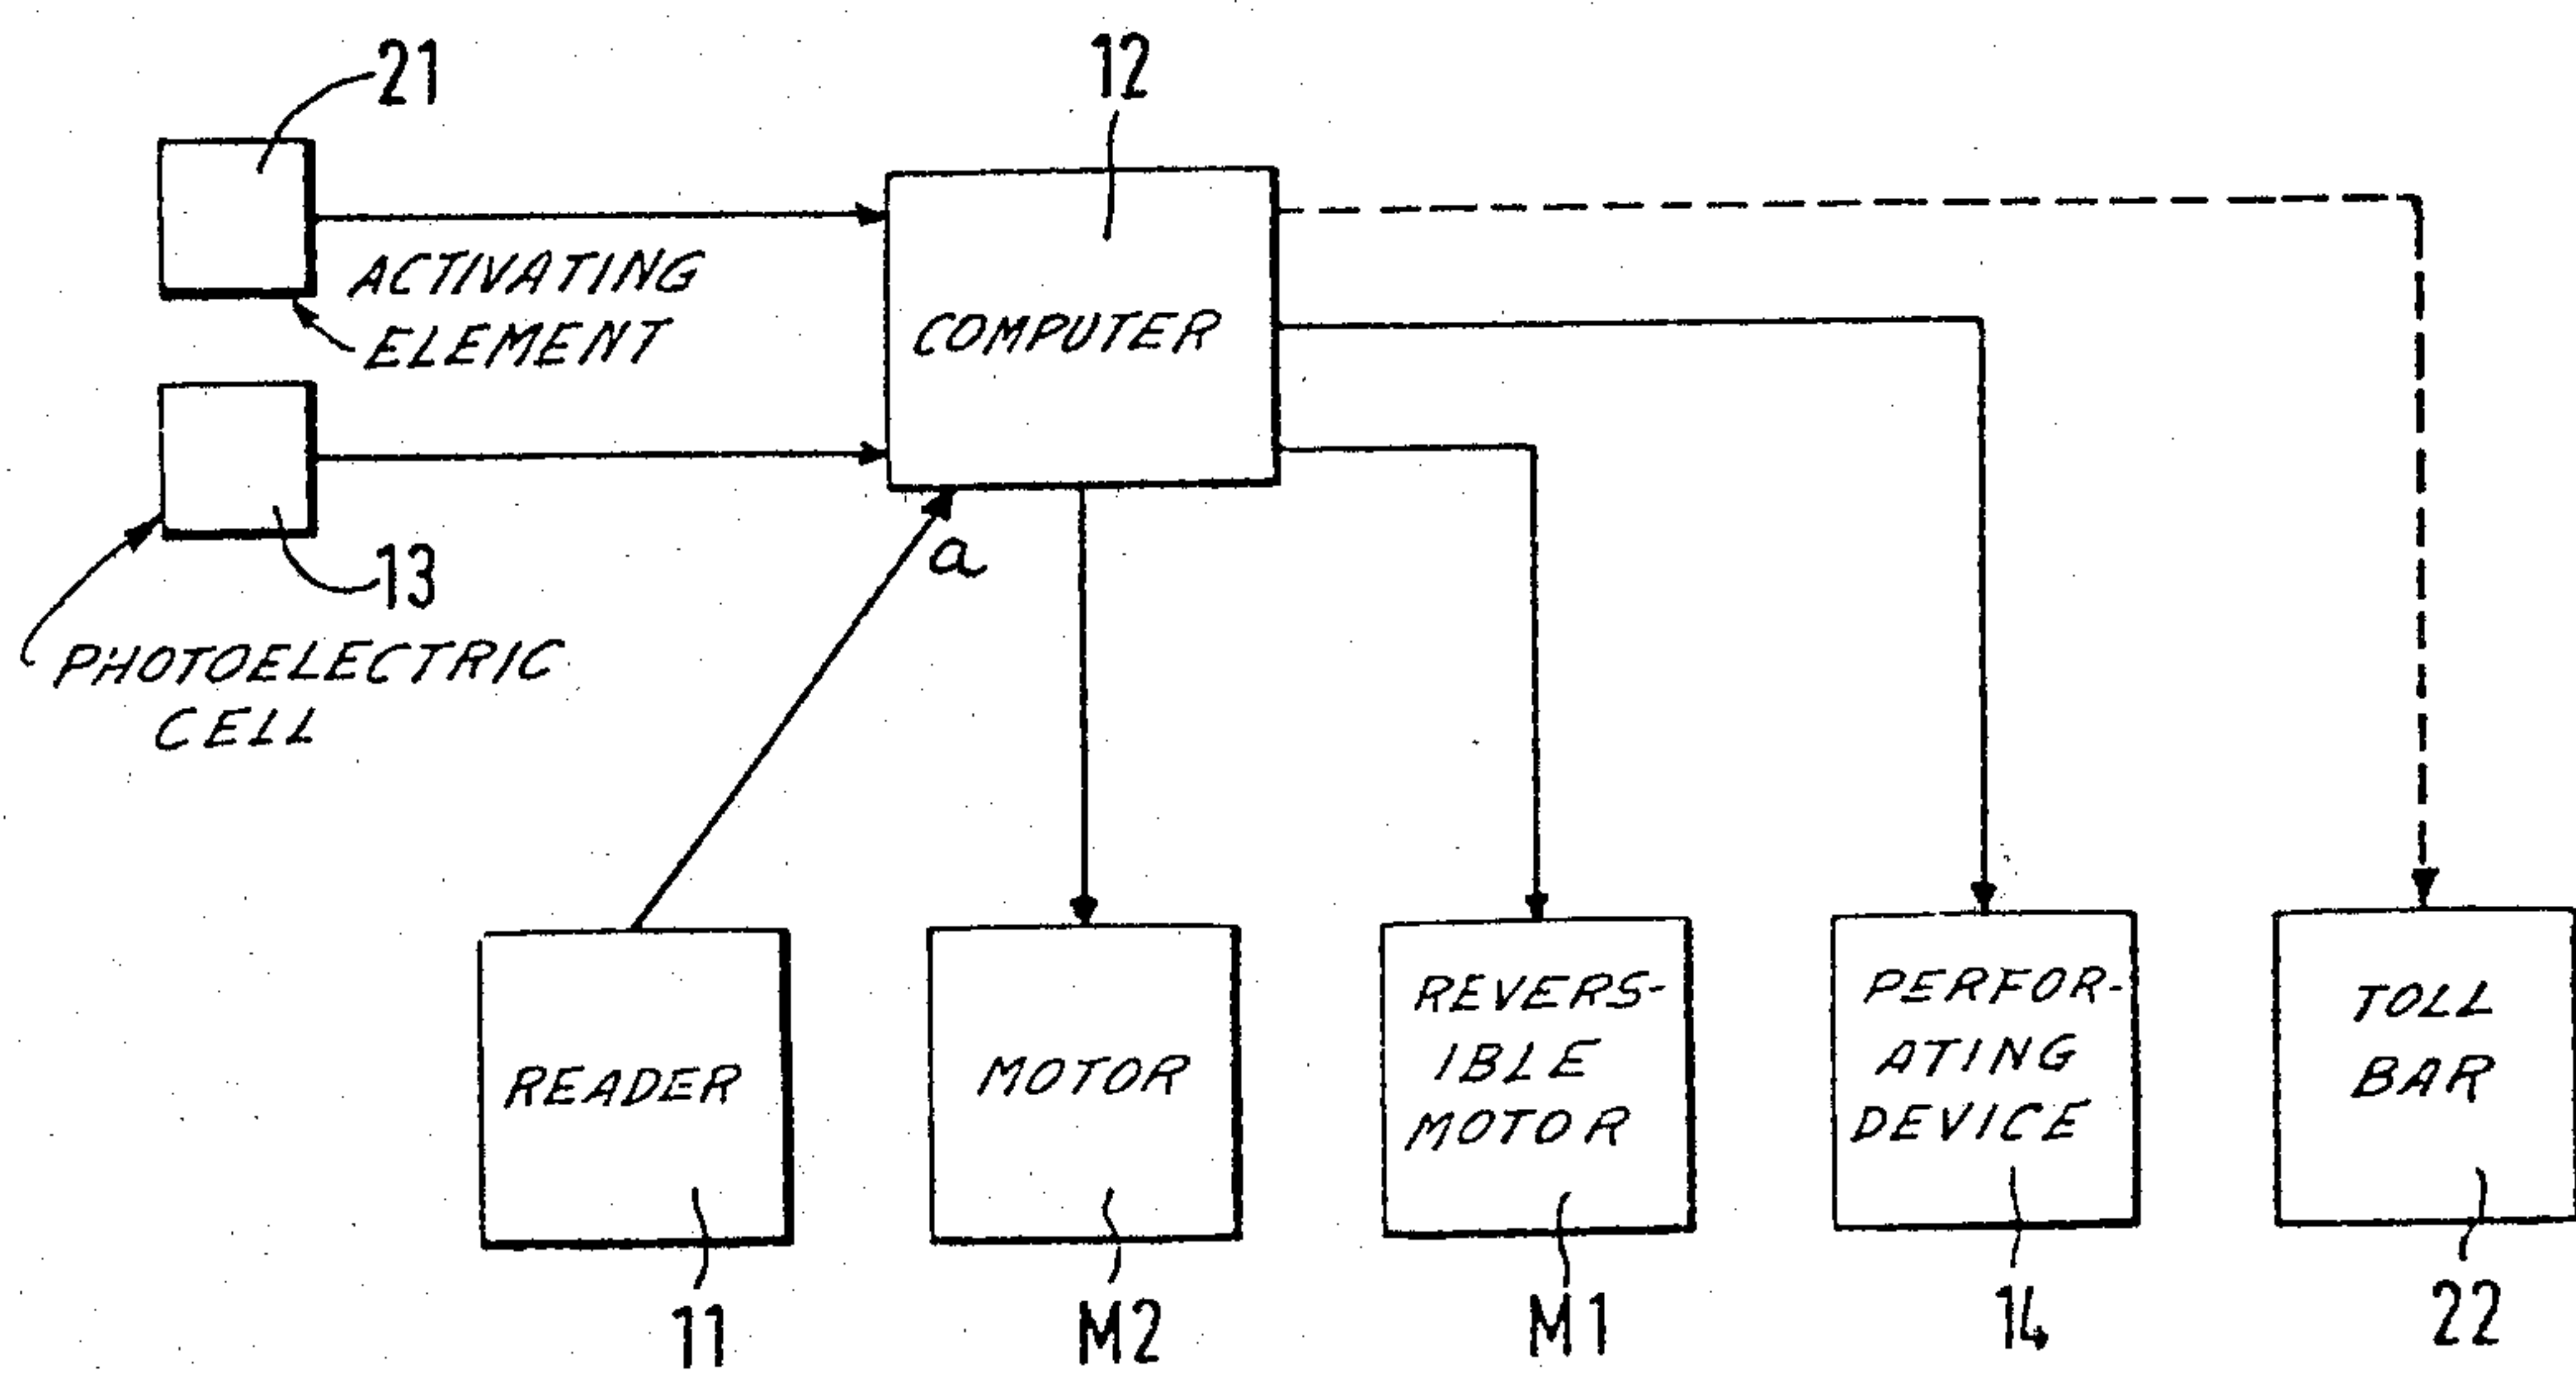 21
12
ACTIVATING
ELEMENT
COMPUTER
13
a
PHOTOELECTRIC
CELL
READER
MOTOR
REVERS-
IBLE
MOTOR
PERFOR-
ATING
DEVICE
TOLL
BAR
11
M2
M1
14
22